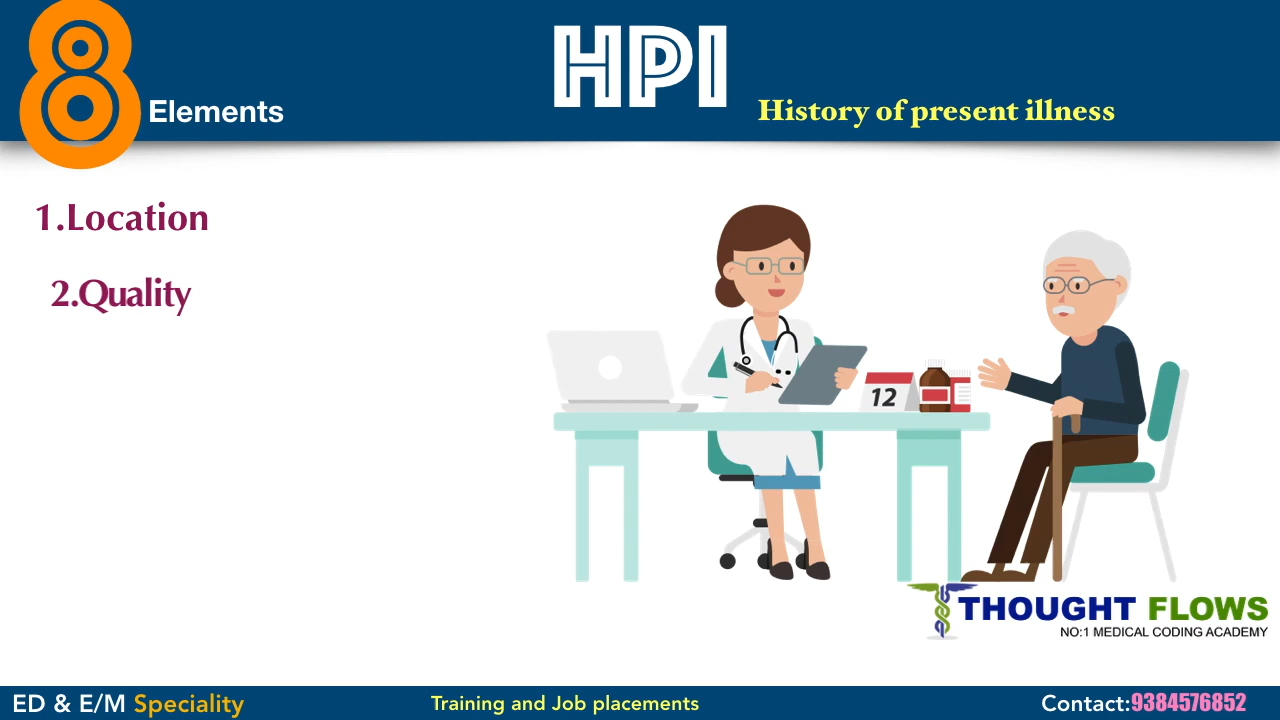 8
Elements
HPI
History of present illness
1.Location
2.Quality
12
THOUGHT FLOWS
NO:1 MEDICAL CODING ACADEMY
ED & E/M Speciality
Training and Job placements
Contact:9384576852